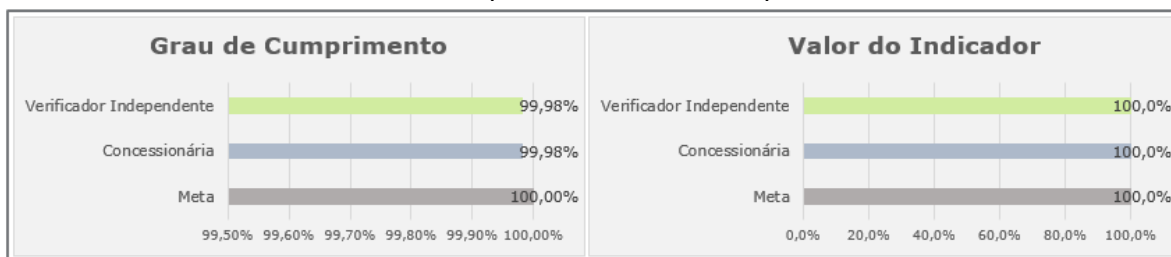 Grau de Cumprimento
Verificador Independente 99,98%
Concessionária 99,98%
Meta 100,00%
99,50% 99,60% 99,70% 99,80% 99,90% 100,00%
Valor do Indicador
Verificador Independente 100,0%
Concessionária 100,0%
Meta 100,0%
0,0% 20,0% 40,0% 60,0% 80,0% 100,0%